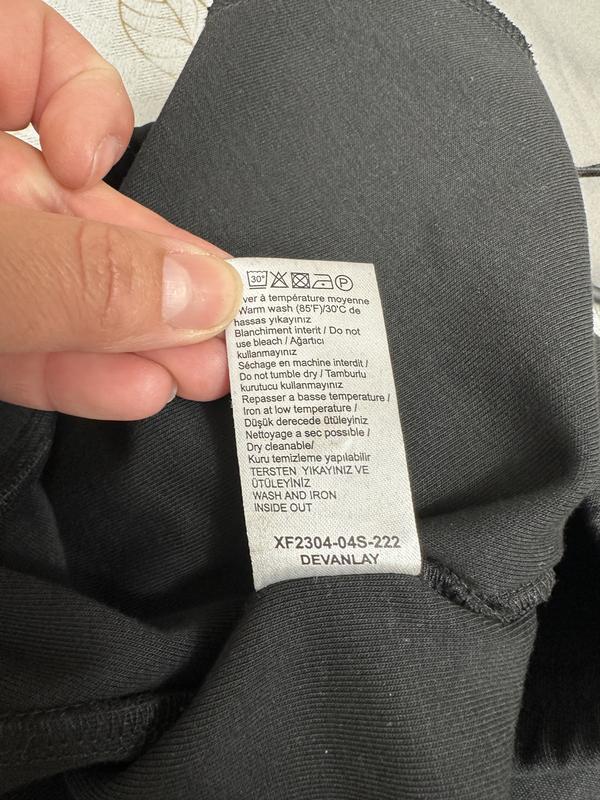 30° P
ver à température moyenne
Warm wash (85'F)/30'C de
hassas yıkayınız
Blanchiment interit / Do not
use bleach / Ağartıcı
kullanmayınız
Séchage en machine interdit /
Do not tumble dry / Tamburlu
kurutucu kullanmayınız
Repasser a basse temperature /
Iron at low temperature /
Düşük derecede ütüleyiniz
Nettoyage a sec possible /
Dry cleanable/
Kuru temizleme yapılabilir
TERSTEN YIKAYINIZ VE
ÜTÜLEYİNİZ
WASH AND IRON
INSIDE OUT
XF2304-04S-222
DEVANLAY